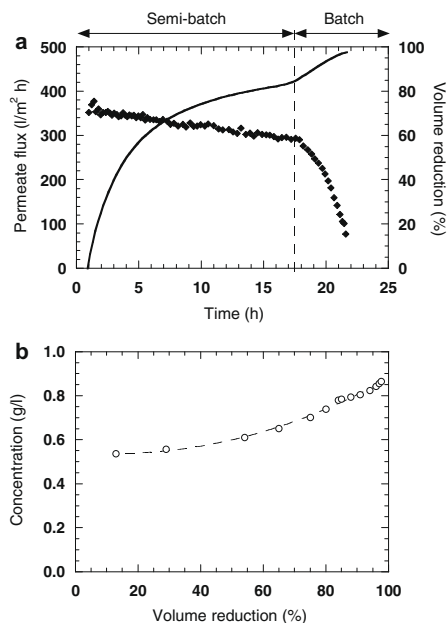 Semi-batch Batch
a
500 100
400 80
300 60
200 40
100 20
0 0
Permeate flux (l/m² h)
Volume reduction (%)
0 5 10 15 20 25
Time (h)
b
1.0
0.8
0.6
0.4
0.2
0.0
Concentration (g/l)
0 20 40 60 80 100
Volume reduction (%)